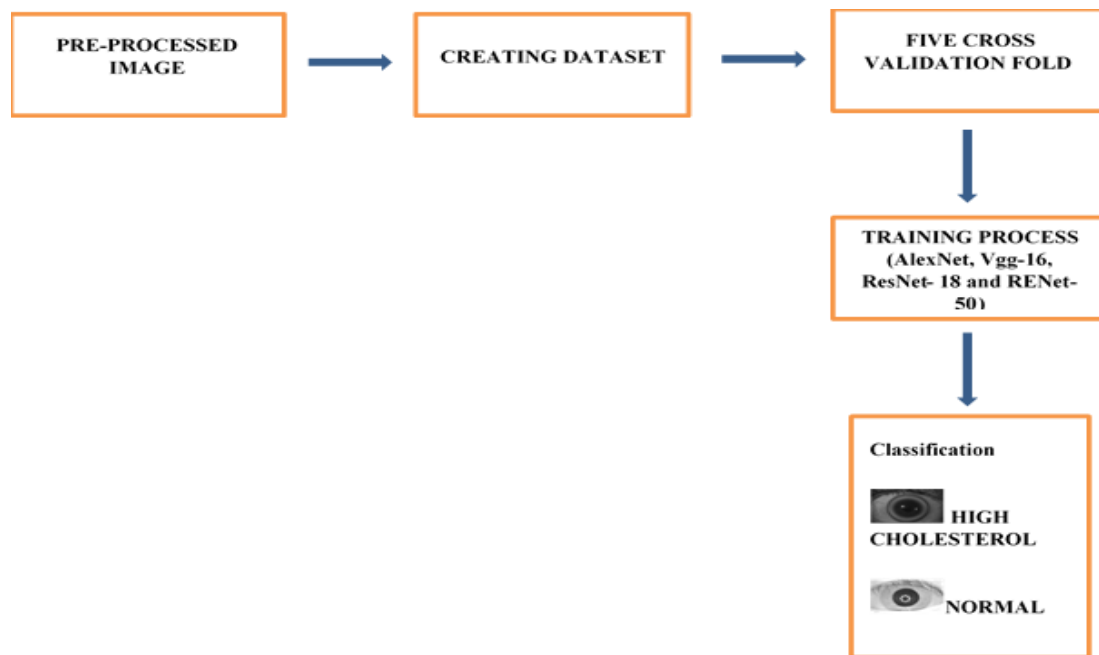 PRE-PROCESSED
IMAGE
CREATING DATASET
FIVE CROSS
VALIDATION FOLD
TRAINING PROCESS
(AlexNet, Vgg-16,
ResNet- 18 and RENet-
50)
Classification
HIGH
CHOLESTEROL
NORMAL